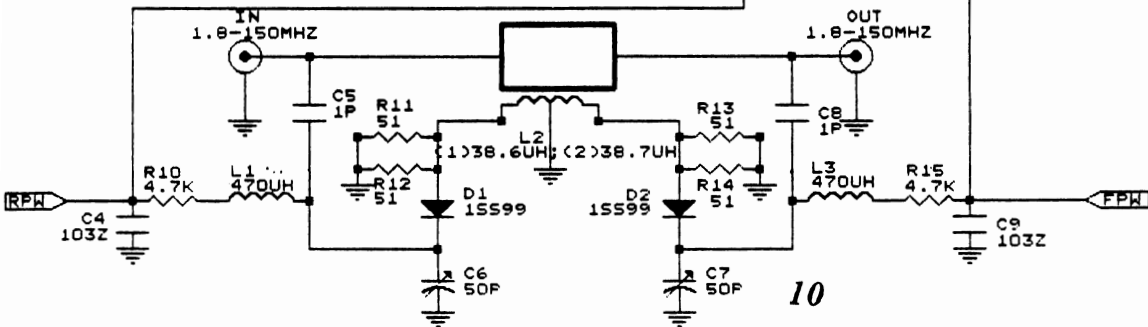 IN
1.8-150MHZ
OUT
1.8-150MHZ
C5
1P
R11
51
R13
51
C8
1P
L2
(1)38.6UH;(2)38.7UH
R10
4.7K
L1
470UH
R12
51
R14
51
L3
470UH
R15
4.7K
RPW
D1
1SS99
D2
1SS99
FPW
C4
103Z
C9
103Z
C6
50P
C7
50P
10